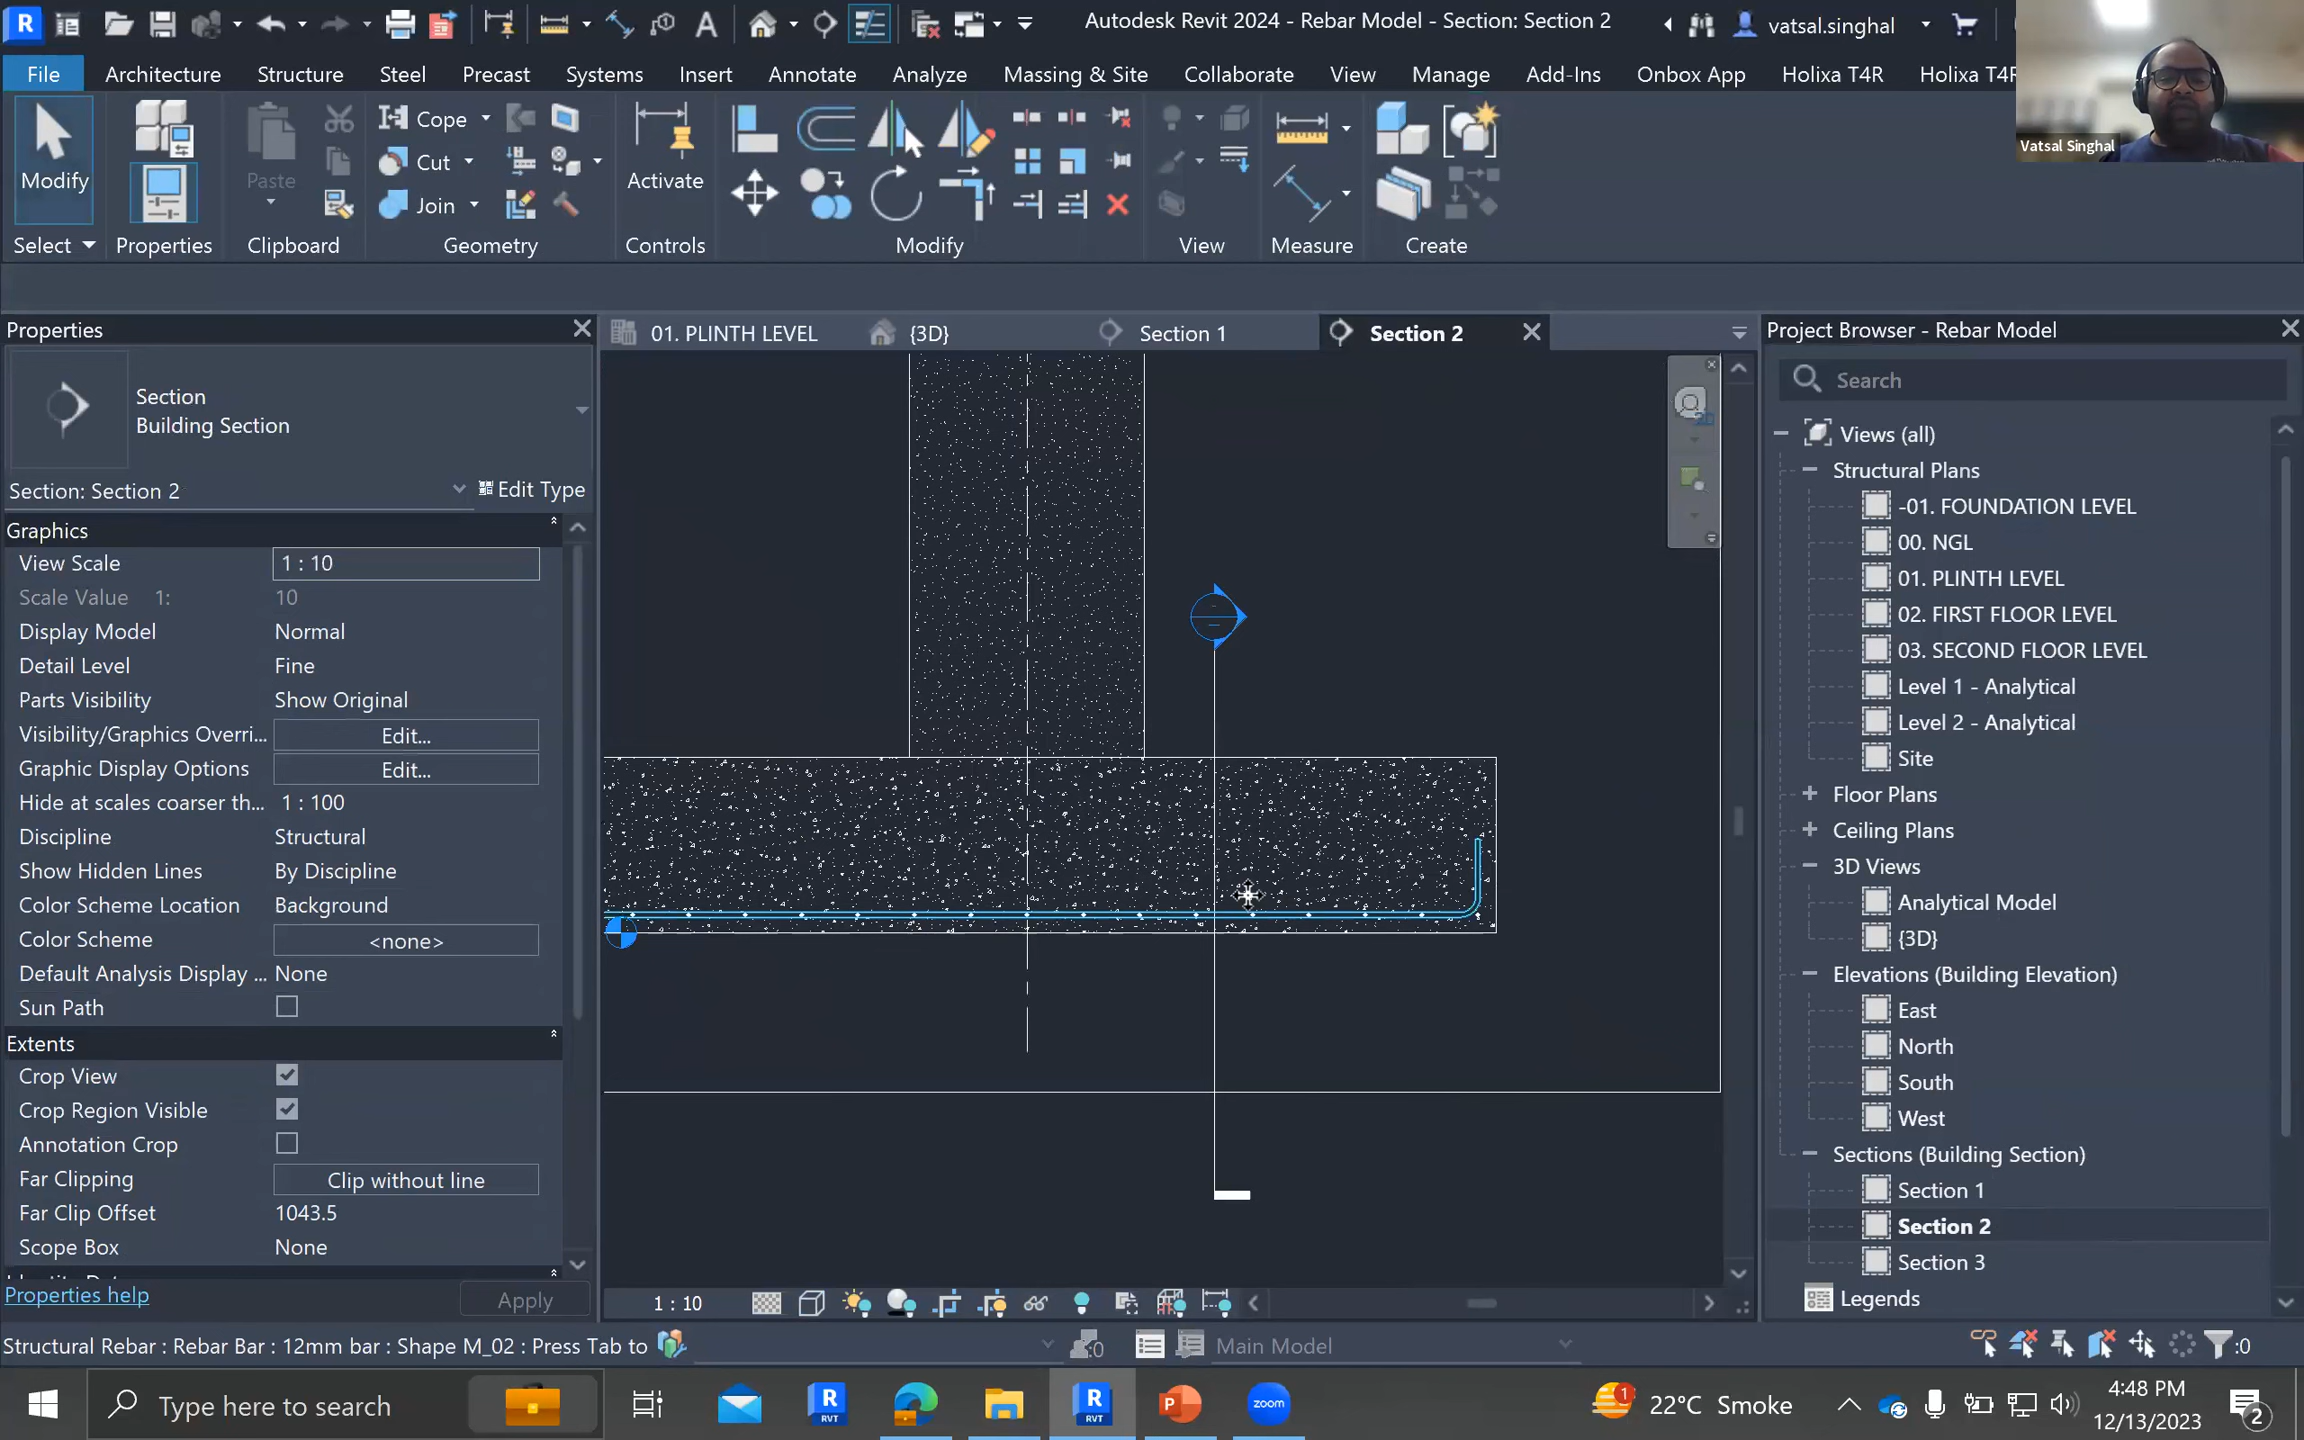 Autodesk Revit 2024 - Rebar Model - Section: Section 2
vatsal.singhal
File Architecture Structure Steel Precast Systems Insert Annotate Analyze Massing & Site Collaborate View Manage Add-Ins Onbox App Holixa T4R Holixa T4R
Vatsal Singhal
Modify
Paste
Cope
Cut
Join
Activate
Select Properties Clipboard Geometry Controls Modify View Measure Create
Properties
01. PLINTH LEVEL {3D} Section 1 Section 2
Project Browser - Rebar Model
Search
Section
Building Section
Section: Section 2 Edit Type
Graphics
View Scale 1 : 10
Scale Value 1: 10
Display Model Normal
Detail Level Fine
Parts Visibility Show Original
Visibility/Graphics Overri... Edit...
Graphic Display Options Edit...
Hide at scales coarser th... 1 : 100
Discipline Structural
Show Hidden Lines By Discipline
Color Scheme Location Background
Color Scheme <none>
Default Analysis Display ... None
Sun Path
Extents
Crop View
Crop Region Visible
Annotation Crop
Far Clipping Clip without line
Far Clip Offset 1043.5
Scope Box None
Properties help Apply
Views (all)
Structural Plans
-01. FOUNDATION LEVEL
00. NGL
01. PLINTH LEVEL
02. FIRST FLOOR LEVEL
03. SECOND FLOOR LEVEL
Level 1 - Analytical
Level 2 - Analytical
Site
Floor Plans
Ceiling Plans
3D Views
Analytical Model
{3D}
Elevations (Building Elevation)
East
North
South
West
Sections (Building Section)
Section 1
Section 2
Section 3
Legends
1 : 10
Structural Rebar : Rebar Bar : 12mm bar : Shape M_02 : Press Tab to
:0
Main Model
:0
Type here to search
22°C Smoke
4:48 PM
12/13/2023
2